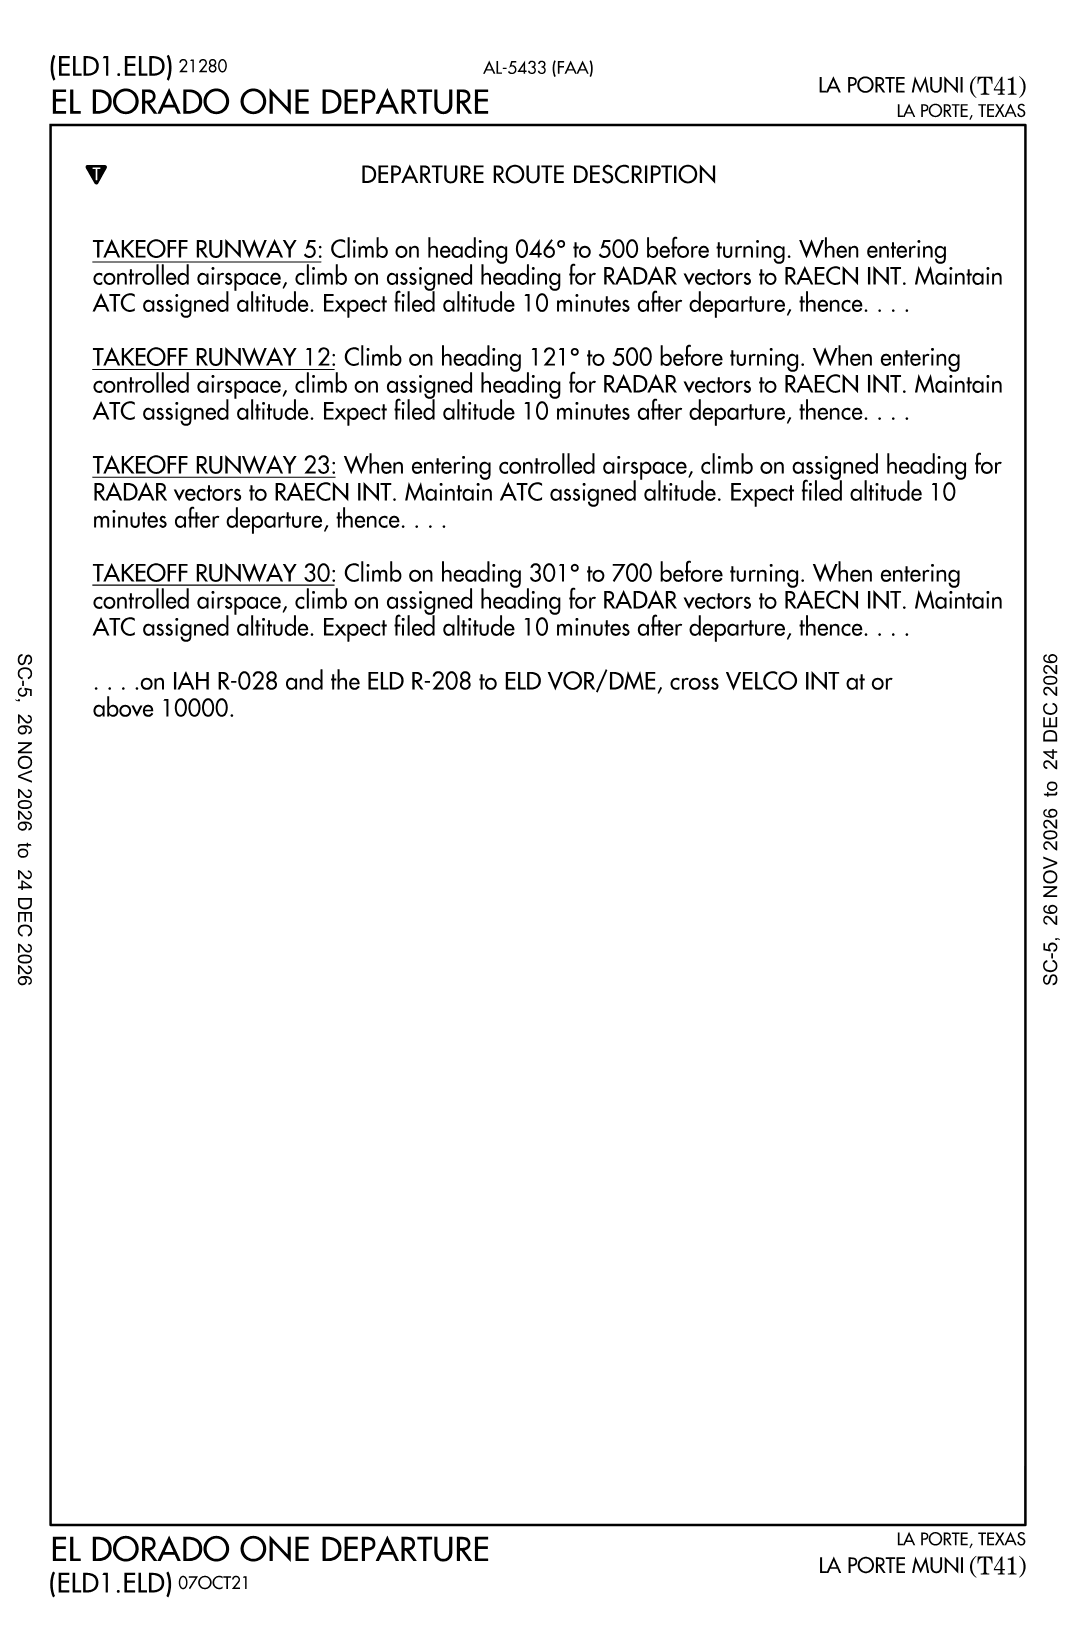 (ELD1.ELD) 21280
AL-5433 (FAA)
EL DORADO ONE DEPARTURE
LA PORTE MUNI (T41)
LA PORTE, TEXAS
T
DEPARTURE ROUTE DESCRIPTION
TAKEOFF RUNWAY 5: Climb on heading 046° to 500 before turning. When entering
controlled airspace, climb on assigned heading for RADAR vectors to RAECN INT. Maintain
ATC assigned altitude. Expect filed altitude 10 minutes after departure, thence. . . .
TAKEOFF RUNWAY 12: Climb on heading 121° to 500 before turning. When entering
controlled airspace, climb on assigned heading for RADAR vectors to RAECN INT. Maintain
ATC assigned altitude. Expect filed altitude 10 minutes after departure, thence. . . .
TAKEOFF RUNWAY 23: When entering controlled airspace, climb on assigned heading for
RADAR vectors to RAECN INT. Maintain ATC assigned altitude. Expect filed altitude 10
minutes after departure, thence. . . .
TAKEOFF RUNWAY 30: Climb on heading 301° to 700 before turning. When entering
controlled airspace, climb on assigned heading for RADAR vectors to RAECN INT. Maintain
ATC assigned altitude. Expect filed altitude 10 minutes after departure, thence. . . .
. . . .on IAH R-028 and the ELD R-208 to ELD VOR/DME, cross VELCO INT at or
above 10000.
SC-5, 26 NOV 2026 to 24 DEC 2026
SC-5, 26 NOV 2026 to 24 DEC 2026
EL DORADO ONE DEPARTURE
(ELD1.ELD) 07OCT21
LA PORTE, TEXAS
LA PORTE MUNI (T41)